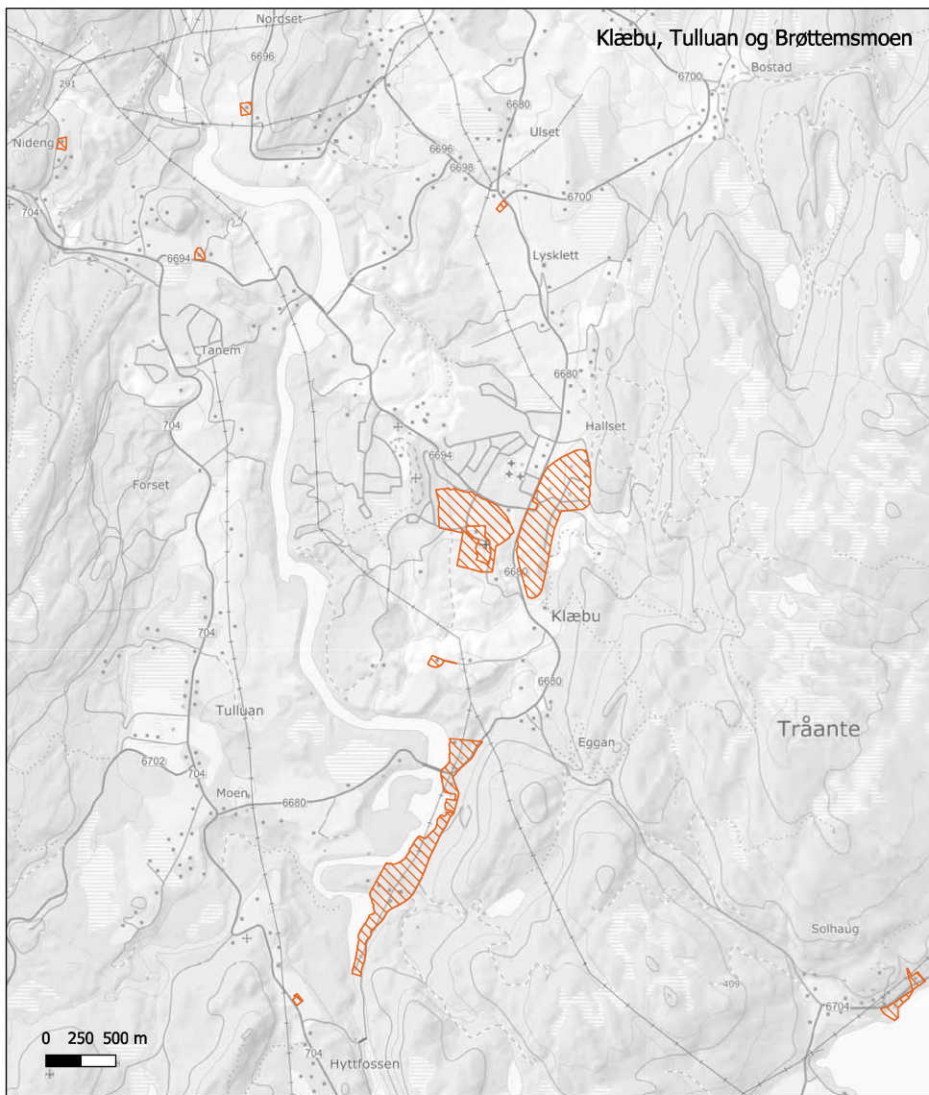 Nordset
Klæbu, Tulluan og Brøttemsmoen
6696
6700
Bostad
291
6680
Ulset
Nideng
6696
6698
6700
704
6694
Lysklett
Tanem
6680
704
Hallset
6694
Forset
6680
Klæbu
704
6680
Tulluan
Tråante
Eggan
6702
704
Moen
6680
Solhaug
409
6704
0 250 500 m
704
Hyttfossen